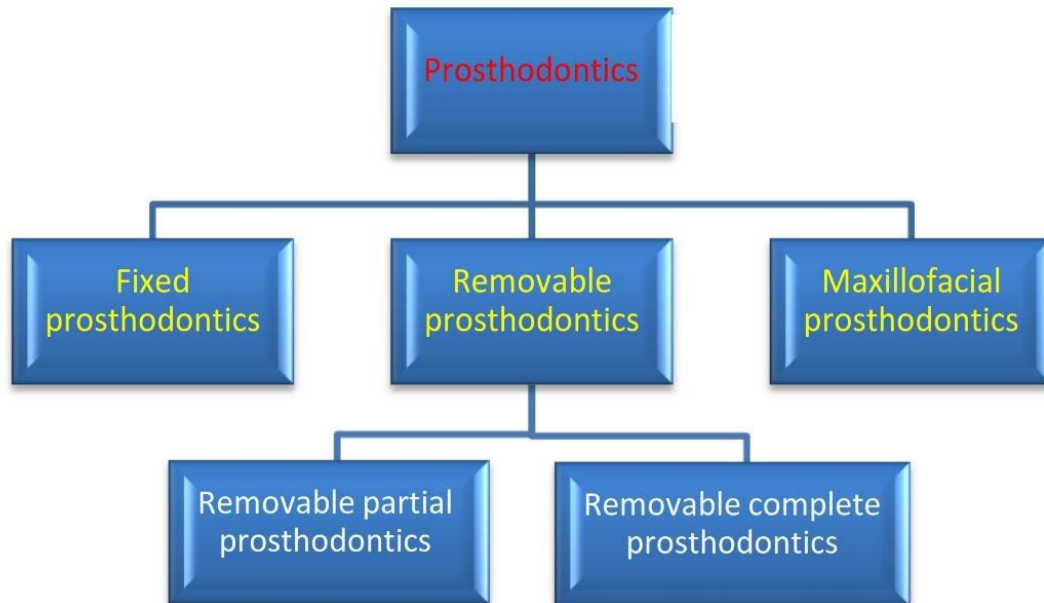 Prosthodontics
Fixed
prosthodontics
Removable
prosthodontics
Maxillofacial
prosthodontics
Removable partial
prosthodontics
Removable complete
prosthodontics